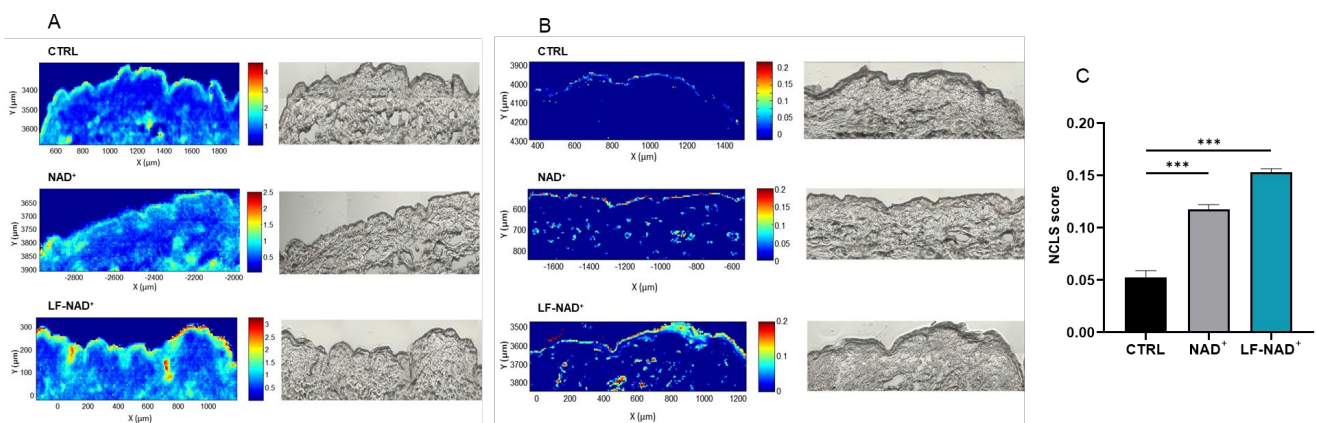 A
CTRL
Y (µm)
3400
3500
3600
600 800 1000 1200 1400 1600 1800
X (µm)
4
3
2
1
NAD⁺
Y (µm)
3650
3700
3750
3800
3850
3900
-2800 -2600 -2400 -2200 -2000
X (µm)
2.5
2
1.5
1
0.5
LF-NAD⁺
Y (µm)
300
200
100
0
0 200 400 600 800 1000
X (µm)
3
2.5
2
1.5
1
0.5
B
CTRL
Y (µm)
3900
4000
4100
4200
4300
400 600 800 1000 1200 1400
X (µm)
0.2
0.15
0.1
0.05
0
NAD⁺
Y (µm)
600
700
800
-1600 -1400 -1200 -1000 -800 -600
X (µm)
0.2
0.15
0.1
0.05
0
LF-NAD⁺
Y (µm)
3500
3600
3700
3800
0 200 400 600 800 1000 1200
X (µm)
0.2
0.1
0
C
NCLS score
0.20
0.15
0.10
0.05
0.00
***
***
CTRL NAD⁺ LF-NAD⁺